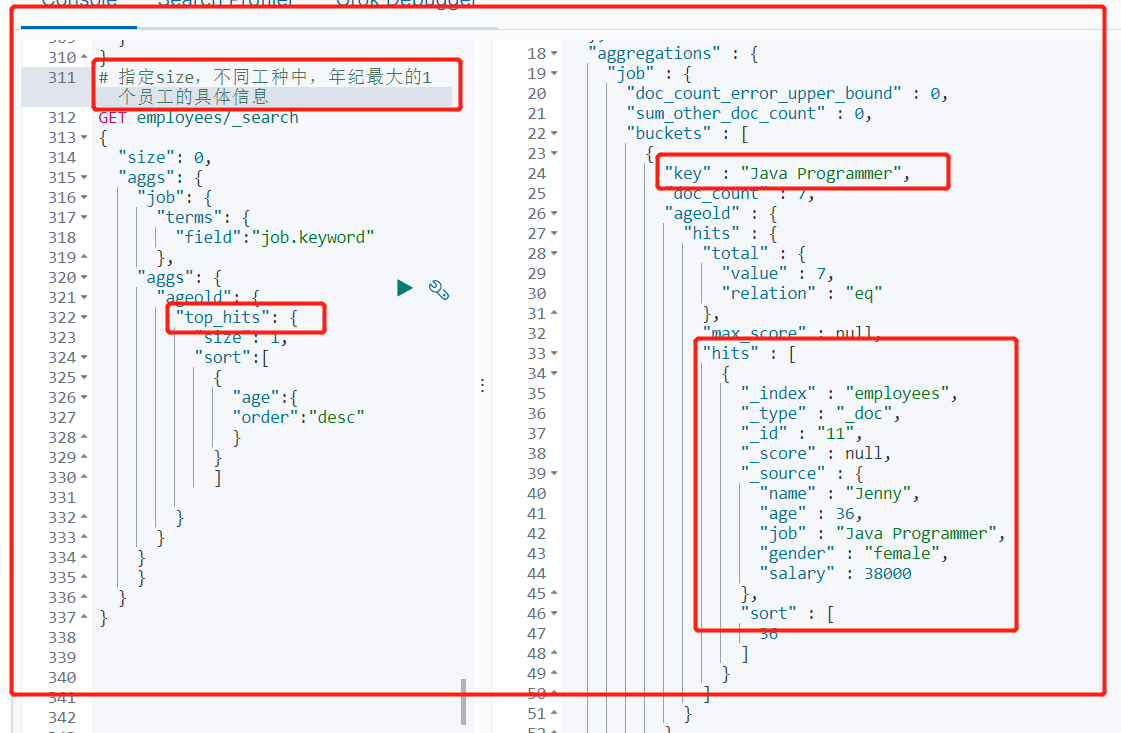 Console Search Profiler Grok Debugger
309 }
310 }
311 # 指定size，不同工种中，年纪最大的1
个员工的具体信息
312 GET employees/_search
313 {
314 "size": 0,
315 "aggs": {
316 "job": {
317 "terms": {
318 "field":"job.keyword"
319 },
320 "aggs": {
321 "ageold": {
322 "top_hits": {
323 "size": 1,
324 "sort":[
325 {
326 "age":{
327 "order":"desc"
328 }
329 }
330 ]
331
332 }
333 }
334 }
335 }
336 }
337 }
338
339
340
341
342
18 "aggregations" : {
19 "job" : {
20 "doc_count_error_upper_bound" : 0,
21 "sum_other_doc_count" : 0,
22 "buckets" : [
23 {
24 "key" : "Java Programmer",
25 "doc_count" : 7,
26 "ageold" : {
27 "hits" : {
28 "total" : {
29 "value" : 7,
30 "relation" : "eq"
31 },
32 "max_score" : null,
33 "hits" : [
34 {
35 "_index" : "employees",
36 "_type" : "_doc",
37 "_id" : "11",
38 "_score" : null,
39 "_source" : {
40 "name" : "Jenny",
41 "age" : 36,
42 "job" : "Java Programmer",
43 "gender" : "female",
44 "salary" : 38000
45 },
46 "sort" : [
47 36
48 ]
49 }
50 ]
51 }
52 }